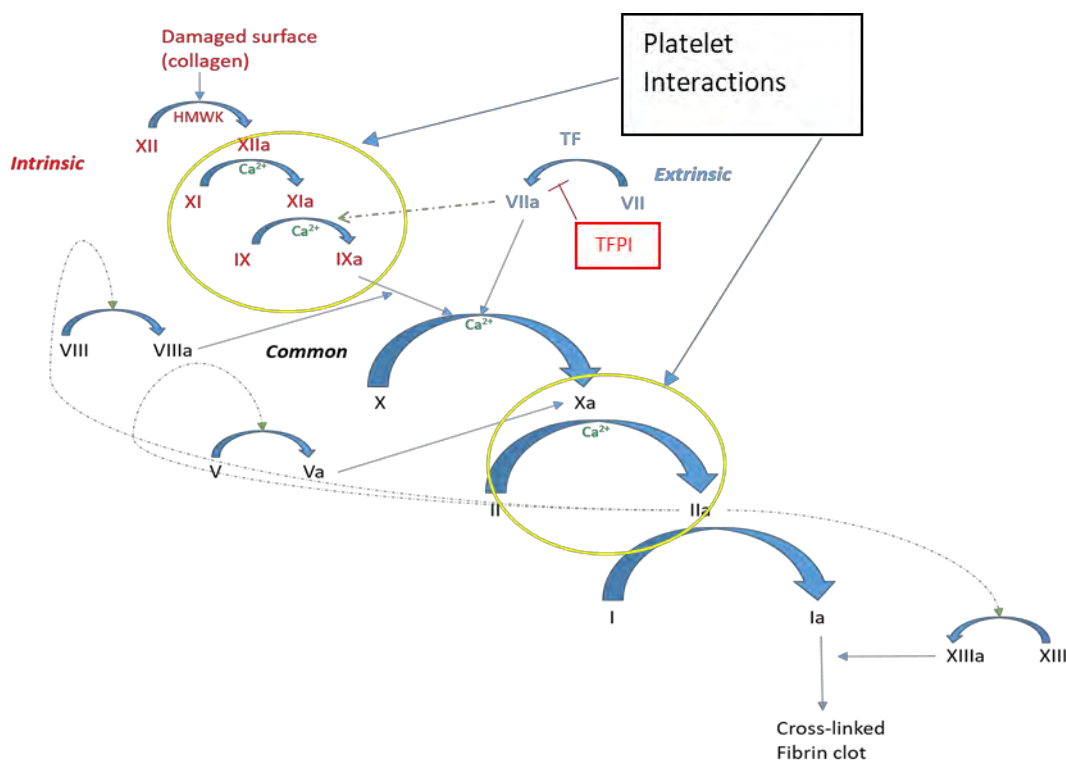 Damaged surface
(collagen)
Platelet
Interactions
HMWK
XII
XIIa
Intrinsic
Ca2+
XI
XIa
TF
Extrinsic
VIIa
VII
Ca2+
IX
IXa
TFPI
VIII
VIIIa
Common
Ca2+
X
Xa
Ca2+
V
Va
II
IIa
I
Ia
XIIIa
XIII
Cross-linked
Fibrin clot